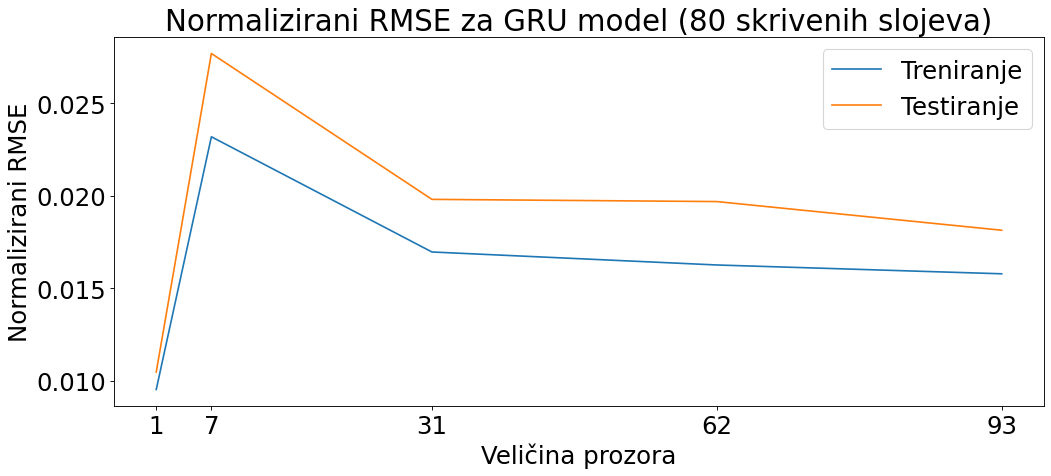 Normalizirani RMSE za GRU model (80 skrivenih slojeva)
Treniranje
Testiranje
Normalizirani RMSE
0.025
0.020
0.015
0.010
1 7 31 62 93
Veličina prozora